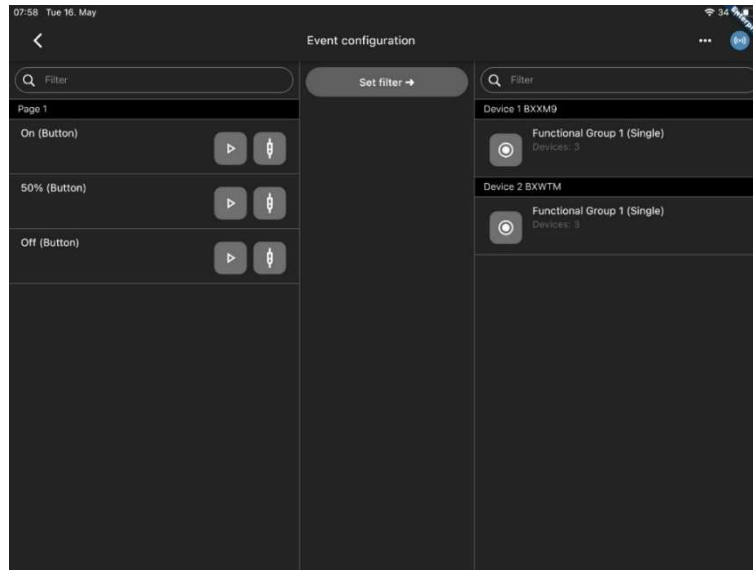 07:58 Tue 16. May
34
Enterpr
Event configuration
Filter
Set filter →
Filter
Page 1
On (Button)
50% (Button)
Off (Button)
Device 1 BXXM9
Functional Group 1 (Single)
Devices: 3
Device 2 BXWTM
Functional Group 1 (Single)
Devices: 3